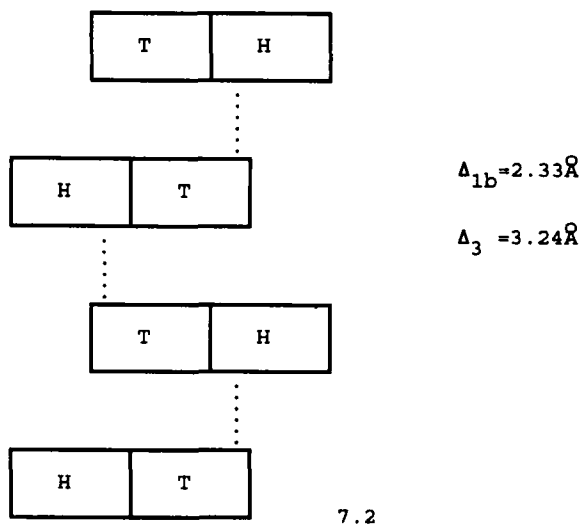 T H
H T
Δ1b=2.33Å
Δ3 =3.24Å
T H
H T
7.2